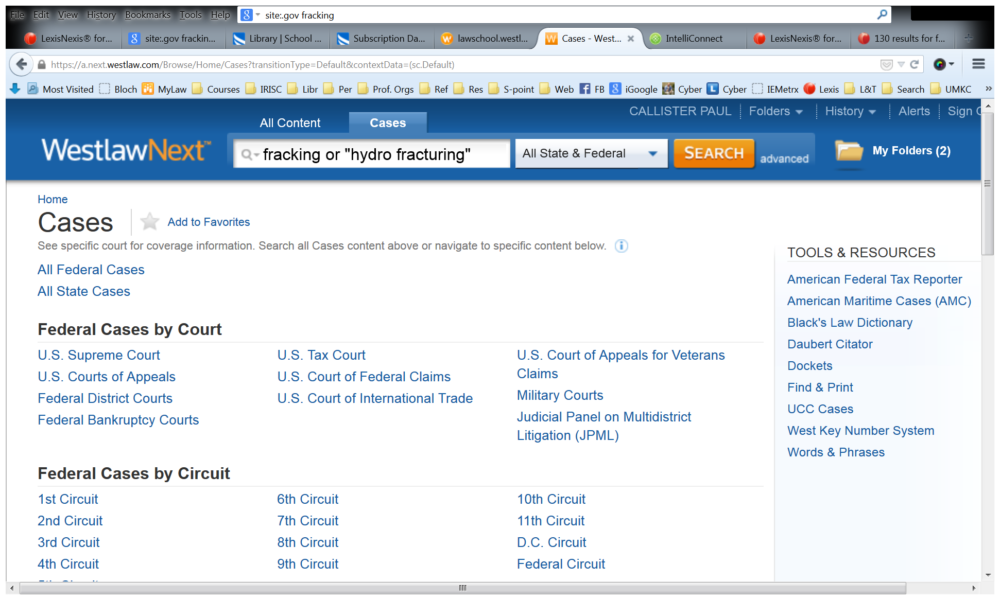 File Edit View History Bookmarks Tools Help site:.gov fracking
LexisNexis® for... site:.gov frackin... Library | School ... Subscription Da... lawschool.westl... Cases - West... IntelliConnect LexisNexis® for... 130 results for f...
https://a.next.westlaw.com/Browse/Home/Cases?transitionType=Default&contextData=(sc.Default)
Most Visited Bloch MyLaw Courses IRISC Libr Per Prof. Orgs Ref Res S-point Web FB iGoogle Cyber Cyber IEMetrx Lexis L&T Search UMKC »
CALLISTER PAUL Folders History Alerts Sign
All Content Cases
WestlawNext™ fracking or "hydro fracturing" All State & Federal SEARCH advanced My Folders (2)
Home
Cases Add to Favorites
See specific court for coverage information. Search all Cases content above or navigate to specific content below.
All Federal Cases
All State Cases
Federal Cases by Court
U.S. Supreme Court
U.S. Courts of Appeals
Federal District Courts
Federal Bankruptcy Courts
U.S. Tax Court
U.S. Court of Federal Claims
U.S. Court of International Trade
U.S. Court of Appeals for Veterans
Claims
Military Courts
Judicial Panel on Multidistrict
Litigation (JPML)
Federal Cases by Circuit
1st Circuit
2nd Circuit
3rd Circuit
4th Circuit
6th Circuit
7th Circuit
8th Circuit
9th Circuit
10th Circuit
11th Circuit
D.C. Circuit
Federal Circuit
TOOLS & RESOURCES
American Federal Tax Reporter
American Maritime Cases (AMC)
Black's Law Dictionary
Daubert Citator
Dockets
Find & Print
UCC Cases
West Key Number System
Words & Phrases